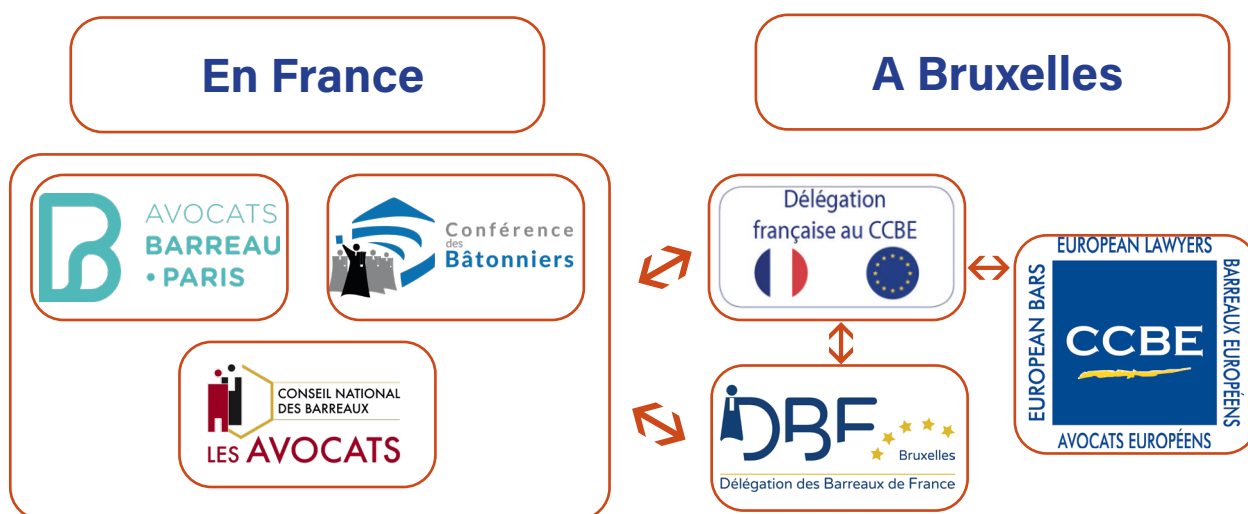 En France
A Bruxelles
AVOCATS
BARREAU
• PARIS
Conférence
des
Bâtonniers
CONSEIL NATIONAL
DES BARREAUX
LES AVOCATS
Délégation
française au CCBE
DBF
Bruxelles
Délégation des Barreaux de France
EUROPEAN LAWYERS
EUROPEAN BARS
CCBE
BARREAUX EUROPÉENS
AVOCATS EUROPÉENS